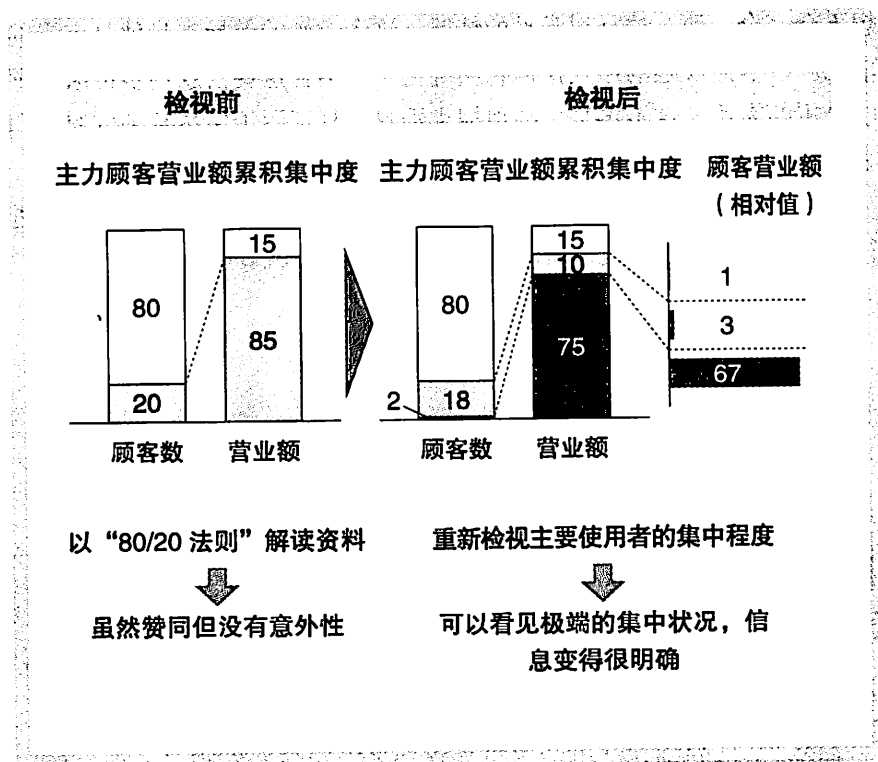 检视前
检视后
主力顾客营业额累积集中度
主力顾客营业额累积集中度
顾客营业额
（相对值）
15
80
85
20
顾客数
营业额
15
10
80
75
2
18
顾客数
营业额
1
3
67
以“80/20 法则”解读资料
虽然赞同但没有意外性
重新检视主要使用者的集中程度
可以看见极端的集中状况，信
息变得很明确